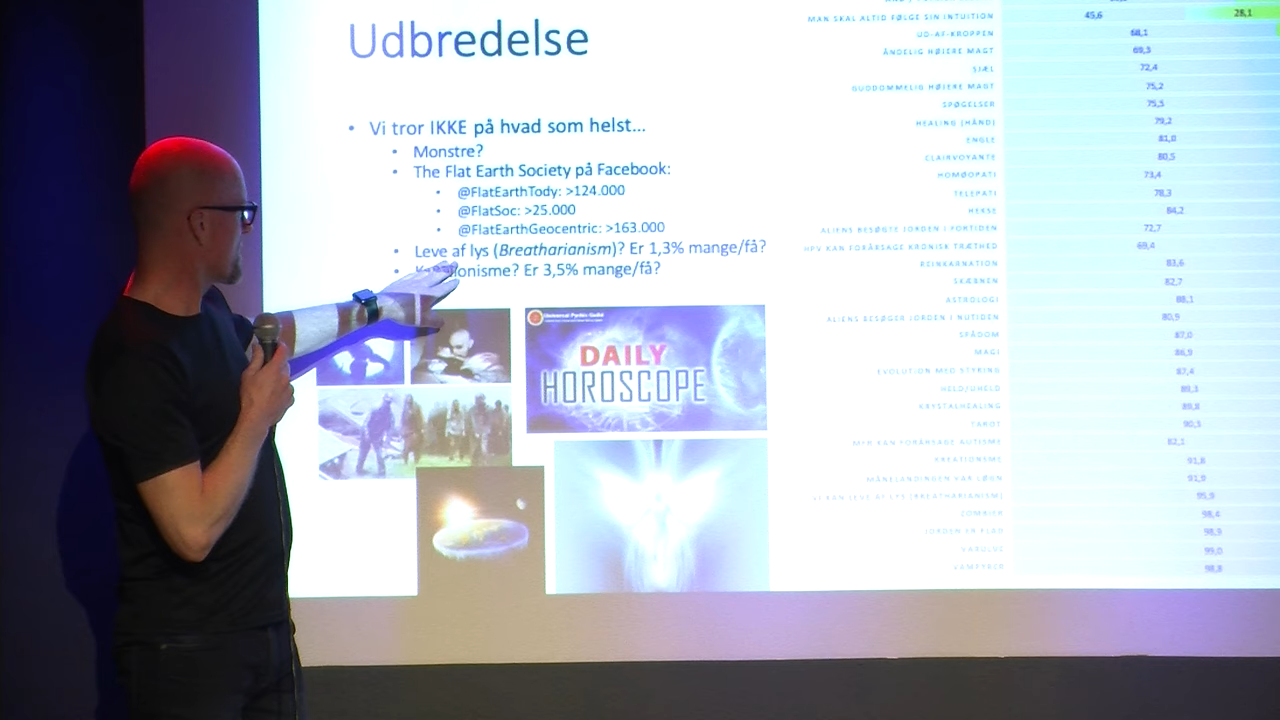 Udbredelse
• Vi tror IKKE på hvad som helst...
• Monstre?
• The Flat Earth Society på Facebook:
• @FlatEarthTody: >124.000
• @FlatSoc: >25.000
• @FlatEarthGeocentric: >163.000
• Leve af lys (Breatharianism)? Er 1,3% mange/få?
• Er 3,5% mange/få?
Universal Psychic Guild
DAILY
HOROSCOPE
MAN SKAL ALTID FØLGE SIN INTUITION 45,6 28,1
UD-AF-KROPPEN 68,1
ÅNDELIG HØJERE MAGT 69,3
SJÆL 72,4
GUDDOMMELIG HØJERE MAGT 75,2
SPØGELSER 75,5
HEALING (HÅND) 79,2
ENGLE 81,0
CLAIRVOYANTE 80,5
HOMØOPATI 73,4
TELEPATI 78,3
HEKSE 84,2
ALIENS BESØGTE JORDEN I FORTIDEN 72,7
HPV KAN FORÅRSAGE KRONISK TRÆTHED 69,4
REINKARNATION 83,6
SKÆBNEN 82,7
ASTROLOGI 88,1
ALIENS BESØGER JORDEN I NUTIDEN 80,9
SPÅDOM 87,0
MAGI 86,9
EVOLUTION MED STYRING 87,4
HELD/UHELD 89,3
KRYSTALHEALING 89,8
TAROT 90,5
MFR KAN FORÅRSAGE AUTISME 82,1
KREATIONISME 91,8
MÅNELANDINGEN VAR LØGN 91,9
VI KAN LEVE AF LYS (BREATHARIANISM) 95,9
ZOMBIER 98,4
JORDEN ER FLAD 98,9
VARULVE 99,0
VAMPYRER 98,8